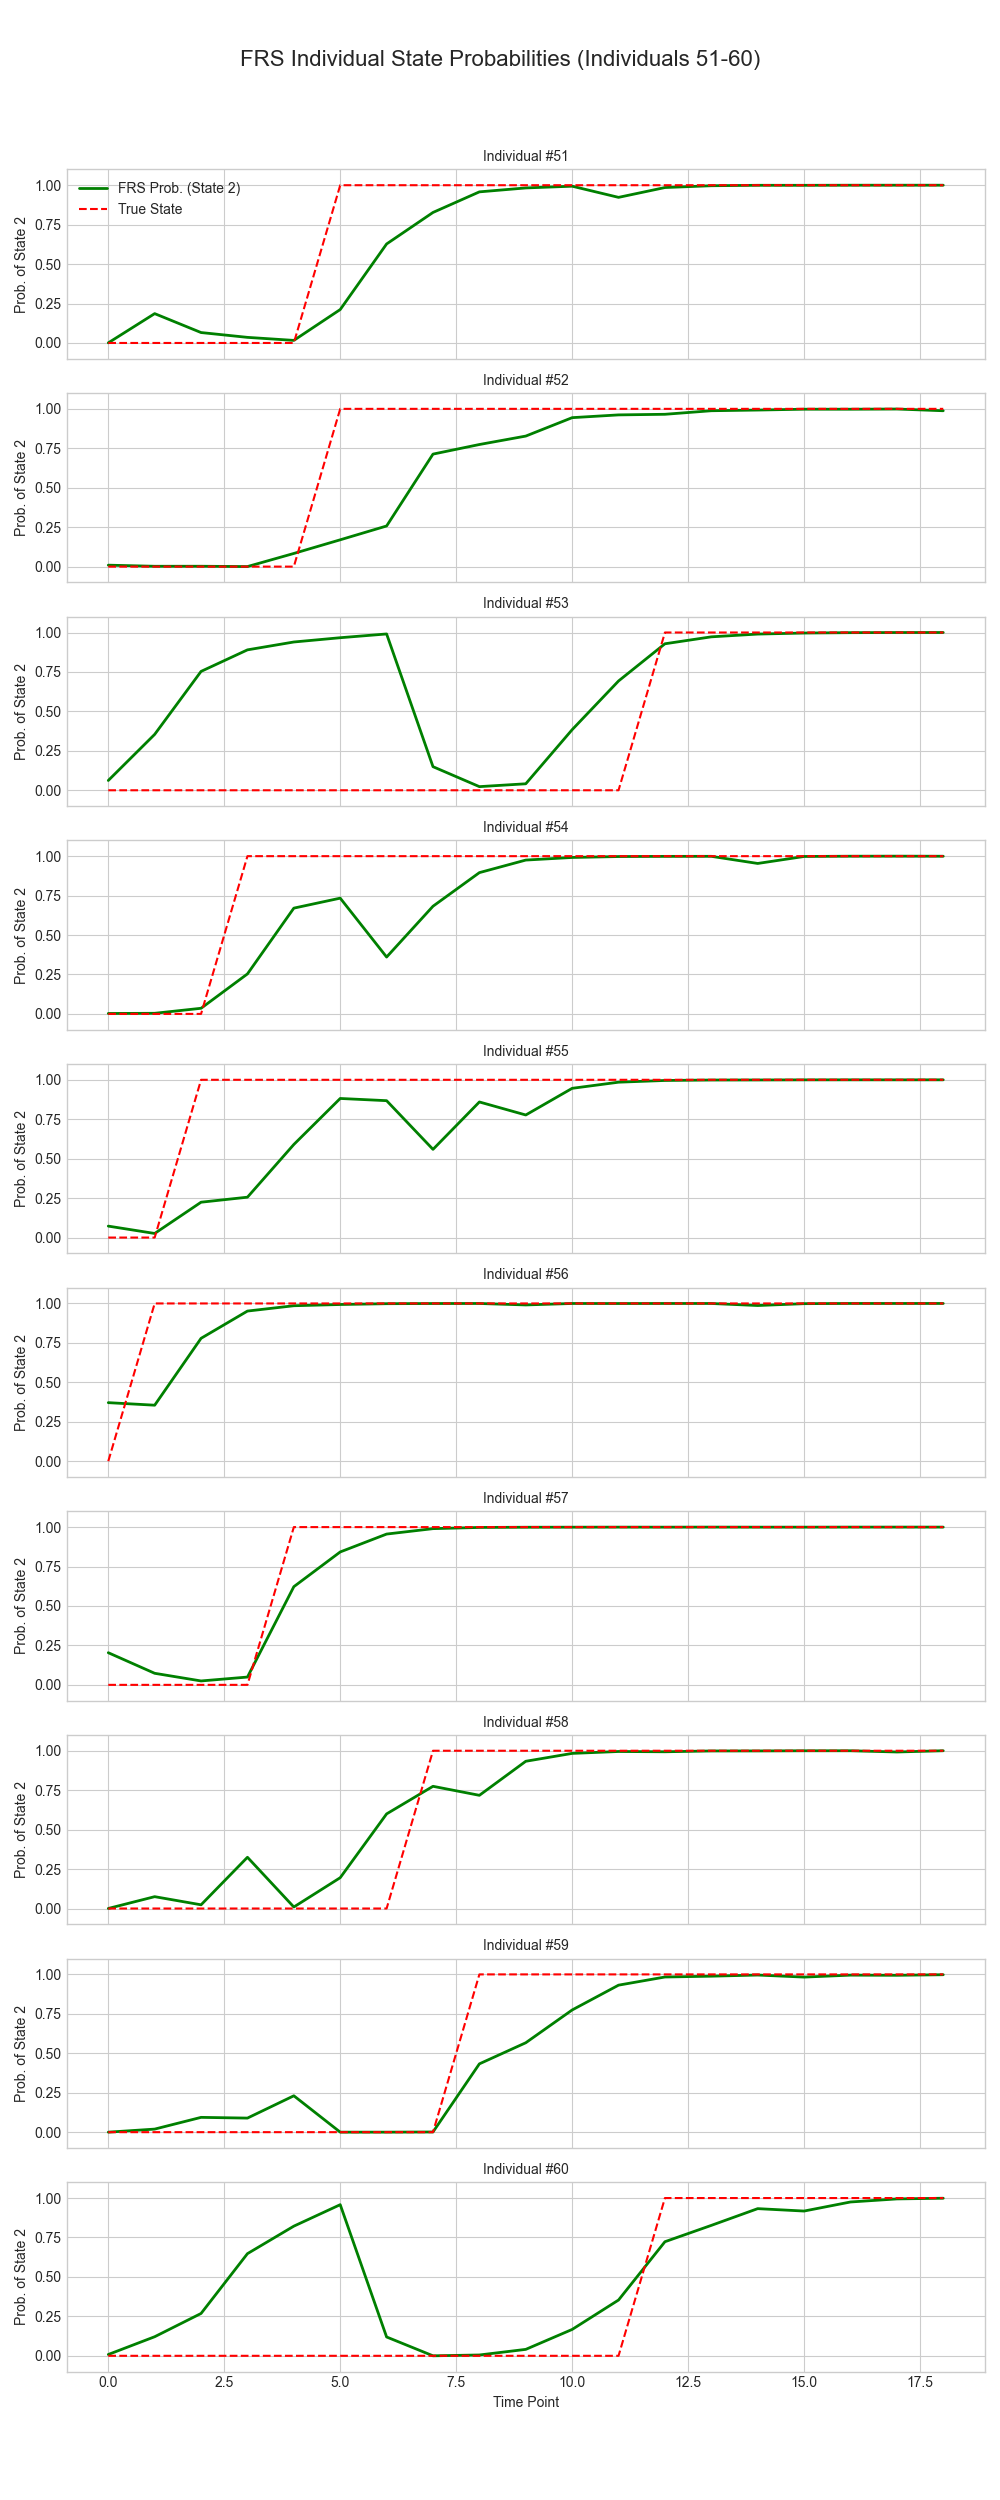 FRS Individual State Probabilities (Individuals 51-60)
Individual #51
FRS Prob. (State 2)
True State
1.00
0.75
0.50
0.25
0.00
Prob. of State 2
Individual #52
1.00
0.75
0.50
0.25
0.00
Prob. of State 2
Individual #53
1.00
0.75
0.50
0.25
0.00
Prob. of State 2
Individual #54
1.00
0.75
0.50
0.25
0.00
Prob. of State 2
Individual #55
1.00
0.75
0.50
0.25
0.00
Prob. of State 2
Individual #56
1.00
0.75
0.50
0.25
0.00
Prob. of State 2
Individual #57
1.00
0.75
0.50
0.25
0.00
Prob. of State 2
Individual #58
1.00
0.75
0.50
0.25
0.00
Prob. of State 2
Individual #59
1.00
0.75
0.50
0.25
0.00
Prob. of State 2
Individual #60
1.00
0.75
0.50
0.25
0.00
Prob. of State 2
0.0 2.5 5.0 7.5 10.0 12.5 15.0 17.5
Time Point